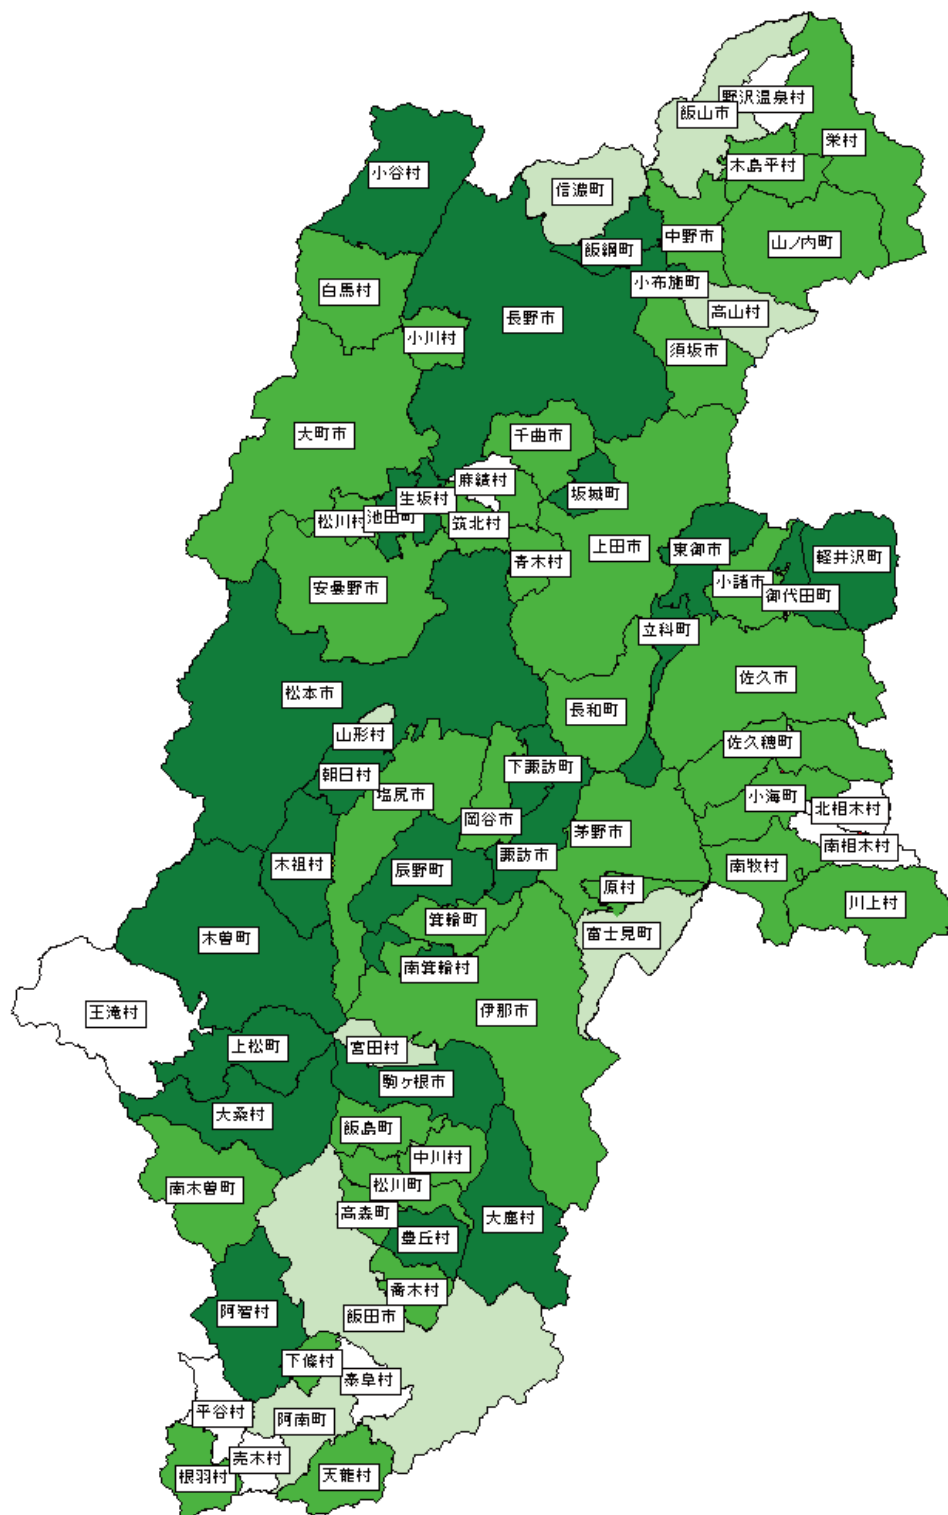 野沢温泉村
飯山市
栄村
木島平村
小谷村
信濃町
中野市
山ノ内町
飯綱町
小布施町
白馬村
高山村
長野市
小川村
須坂市
大町市
千曲市
麻績村
生坂村
坂城町
池田町
松川村
筑北村
上田市
東御市
軽井沢町
青木村
小諸市
安曇野市
御代田町
立科町
佐久市
松本市
長和町
山形村
佐久穂町
下諏訪町
朝日村
塩尻市
小海町
北相木村
岡谷市
茅野市
南相木村
諏訪市
木祖村
辰野町
南牧村
原村
川上村
箕輪町
富士見町
木曽町
南箕輪村
王滝村
伊那市
上松町
宮田村
駒ヶ根市
大桑村
飯島町
中川村
南木曽町
松川町
高森町
大鹿村
豊丘村
喬木村
阿智村
飯田市
下條村
泰阜村
平谷村
阿南町
売木村
根羽村
天龍村